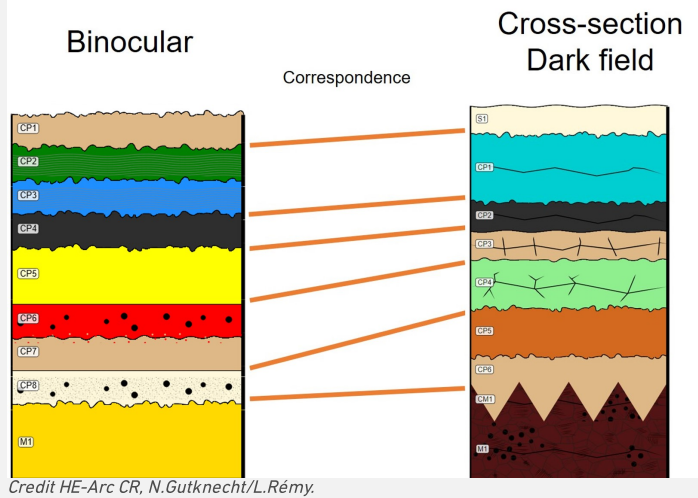 Binocular
Correspondence
Cross-section
Dark field
CP1
CP2
CP3
CP4
CP5
CP6
CP7
CP8
M1
S1
CP1
CP2
CP3
CP4
CP5
CP6
CM1
M1
Credit HE-Arc CR, N.Gutknecht/L.Rémy.